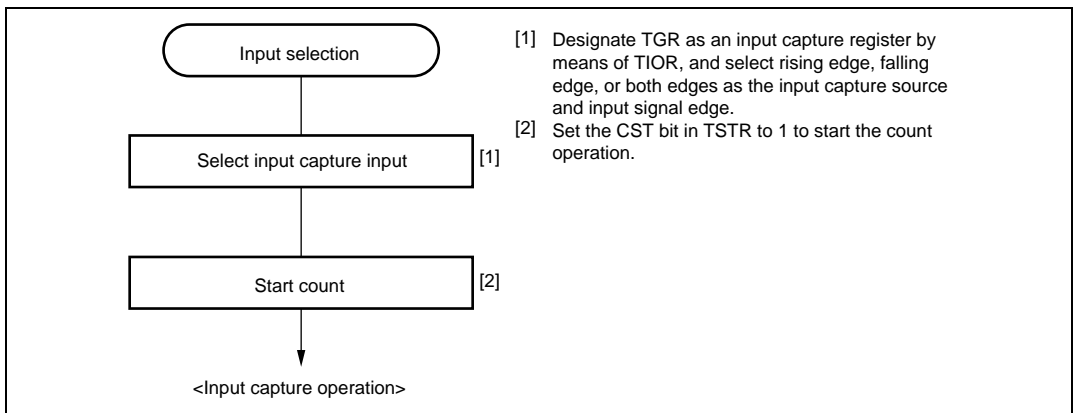 Input selection
Select input capture input
[1]
Start count
[2]
<Input capture operation>
[1] Designate TGR as an input capture register by
means of TIOR, and select rising edge, falling
edge, or both edges as the input capture source
and input signal edge.
[2] Set the CST bit in TSTR to 1 to start the count
operation.